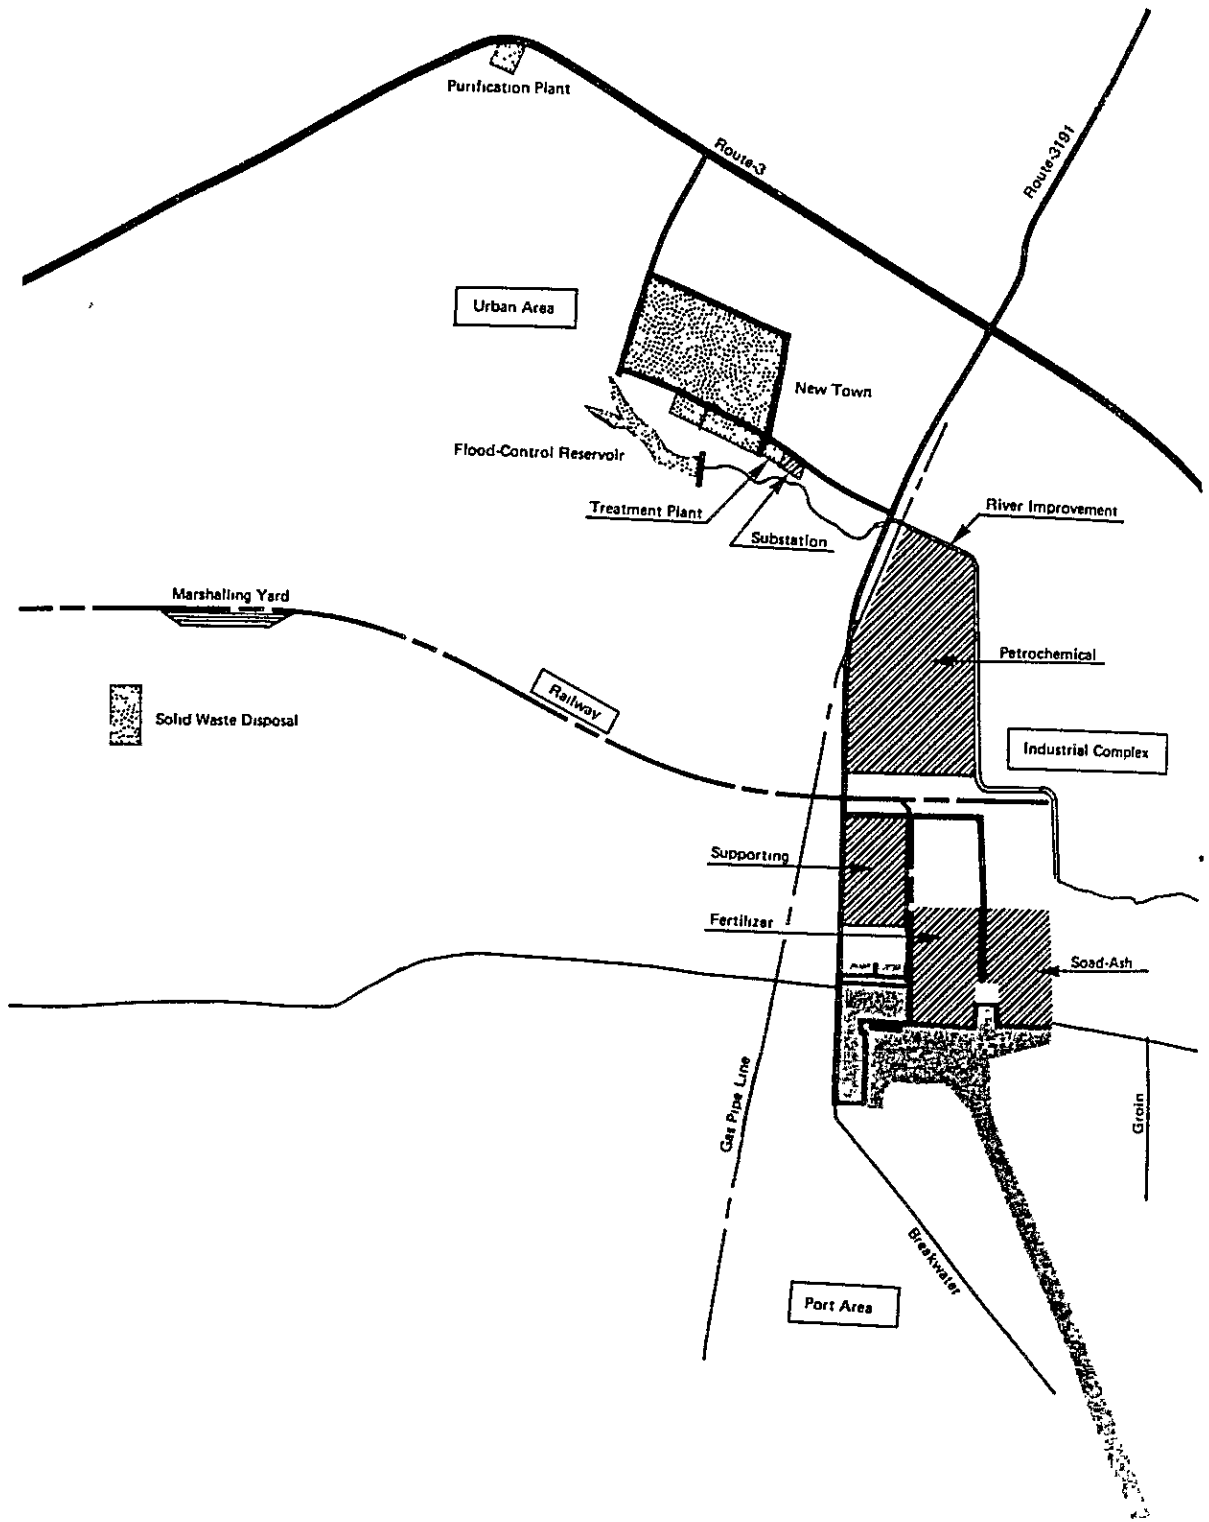 Purification Plant
Route-3
Route-3191
Urban Area
New Town
Flood-Control Reservoir
Treatment Plant
Substation
River Improvement
Marshalling Yard
Petrochemical
Railway
Solid Waste Disposal
Industrial Complex
Supporting
Fertilizer
Soad-Ash
Gas Pipe Line
Groin
Breakwater
Port Area